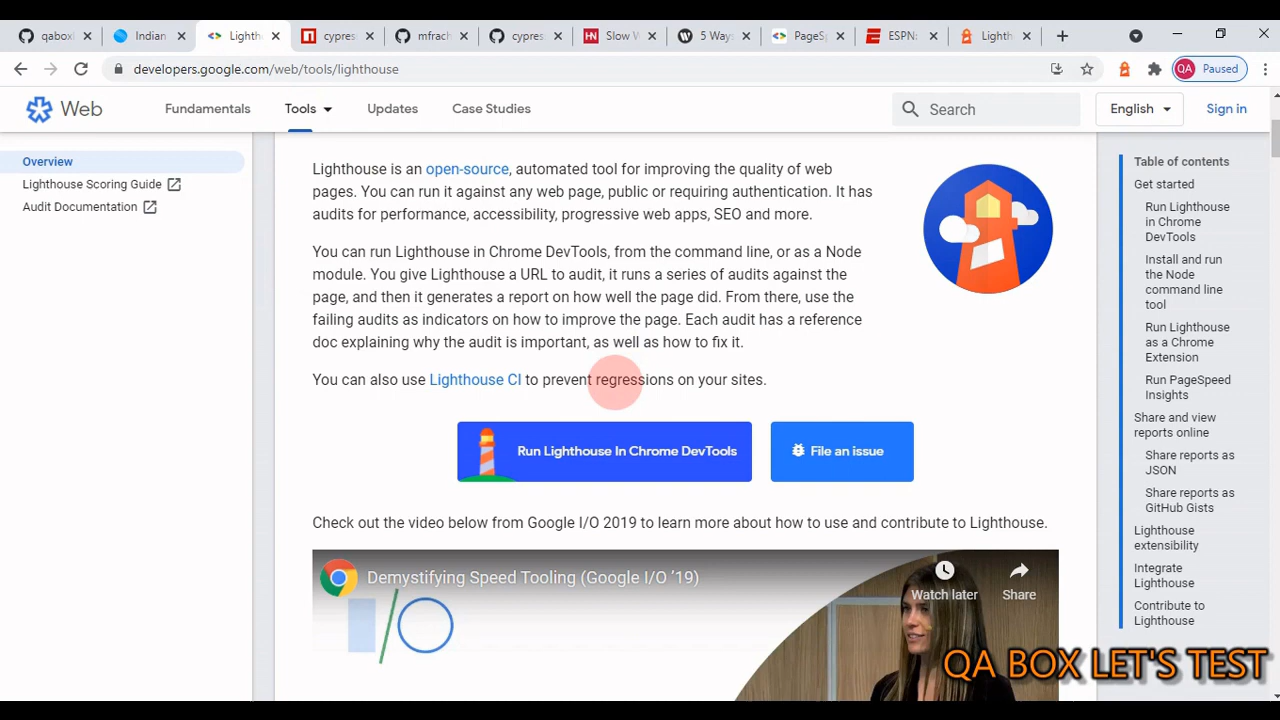 qabox
Indian
Lighth
cypres
mfrach
cypres
Slow W
5 Way
PageSp
ESPN:
Lighth
developers.google.com/web/tools/lighthouse
QA Paused
Web
Fundamentals
Tools
Updates
Case Studies
Search
English
Sign in
Overview
Lighthouse Scoring Guide
Audit Documentation
Lighthouse is an open-source, automated tool for improving the quality of web
pages. You can run it against any web page, public or requiring authentication. It has
audits for performance, accessibility, progressive web apps, SEO and more.
You can run Lighthouse in Chrome DevTools, from the command line, or as a Node
module. You give Lighthouse a URL to audit, it runs a series of audits against the
page, and then it generates a report on how well the page did. From there, use the
failing audits as indicators on how to improve the page. Each audit has a reference
doc explaining why the audit is important, as well as how to fix it.
You can also use Lighthouse CI to prevent regressions on your sites.
Run Lighthouse In Chrome DevTools
File an issue
Check out the video below from Google I/O 2019 to learn more about how to use and contribute to Lighthouse.
Demystifying Speed Tooling (Google I/O '19)
Watch later
Share
I/O
Table of contents
Get started
Run Lighthouse
in Chrome
DevTools
Install and run
the Node
command line
tool
Run Lighthouse
as a Chrome
Extension
Run PageSpeed
Insights
Share and view
reports online
Share reports as
JSON
Share reports as
GitHub Gists
Lighthouse
extensibility
Integrate
Lighthouse
Contribute to
Lighthouse
QA BOX LET'S TEST